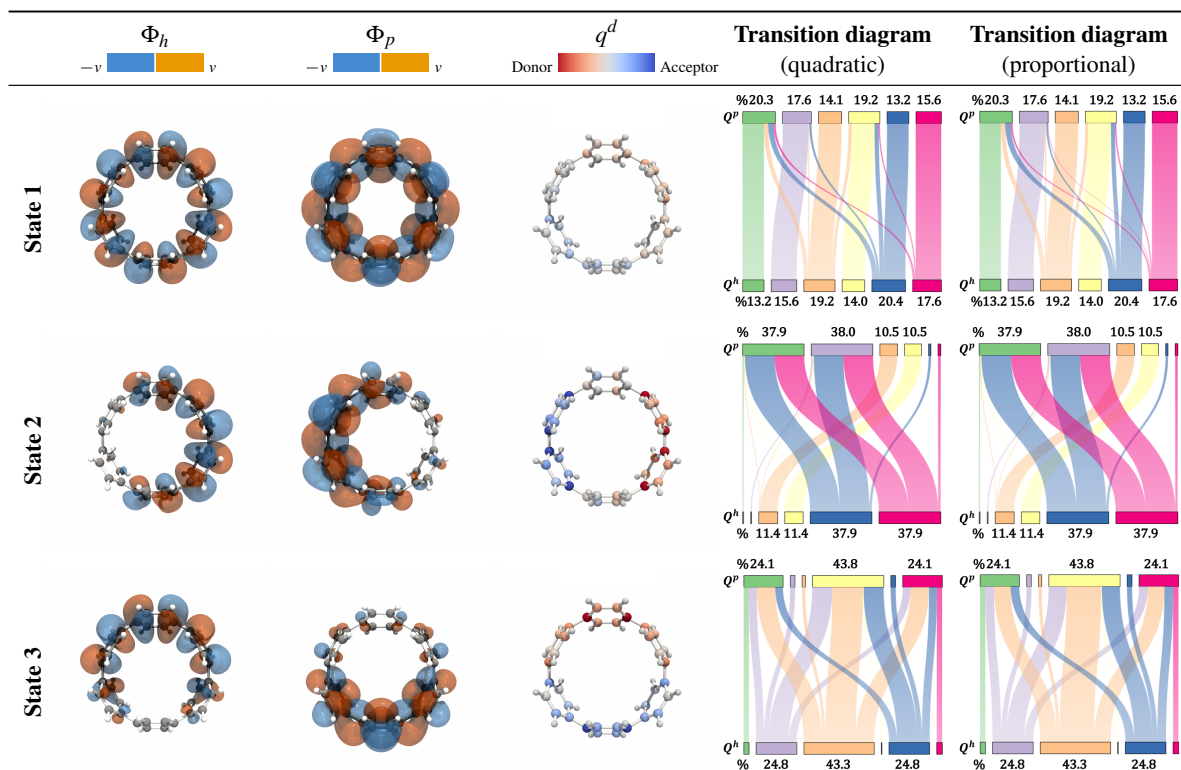 Φh Φp q^d Transition diagram Transition diagram
−v v −v v Donor Acceptor (quadratic) (proportional)
State 1
%20.3 17.6 14.1 19.2 13.2 15.6
Q^p
Q^h
%13.2 15.6 19.2 14.0 20.4 17.6
%20.3 17.6 14.1 19.2 13.2 15.6
Q^p
Q^h
%13.2 15.6 19.2 14.0 20.4 17.6
State 2
% 37.9 38.0 10.5 10.5
Q^p
Q^h
% 11.4 11.4 37.9 37.9
% 37.9 38.0 10.5 10.5
Q^p
Q^h
% 11.4 11.4 37.9 37.9
State 3
%24.1 43.8 24.1
Q^p
Q^h
% 24.8 43.3 24.8
%24.1 43.8 24.1
Q^p
Q^h
% 24.8 43.3 24.8